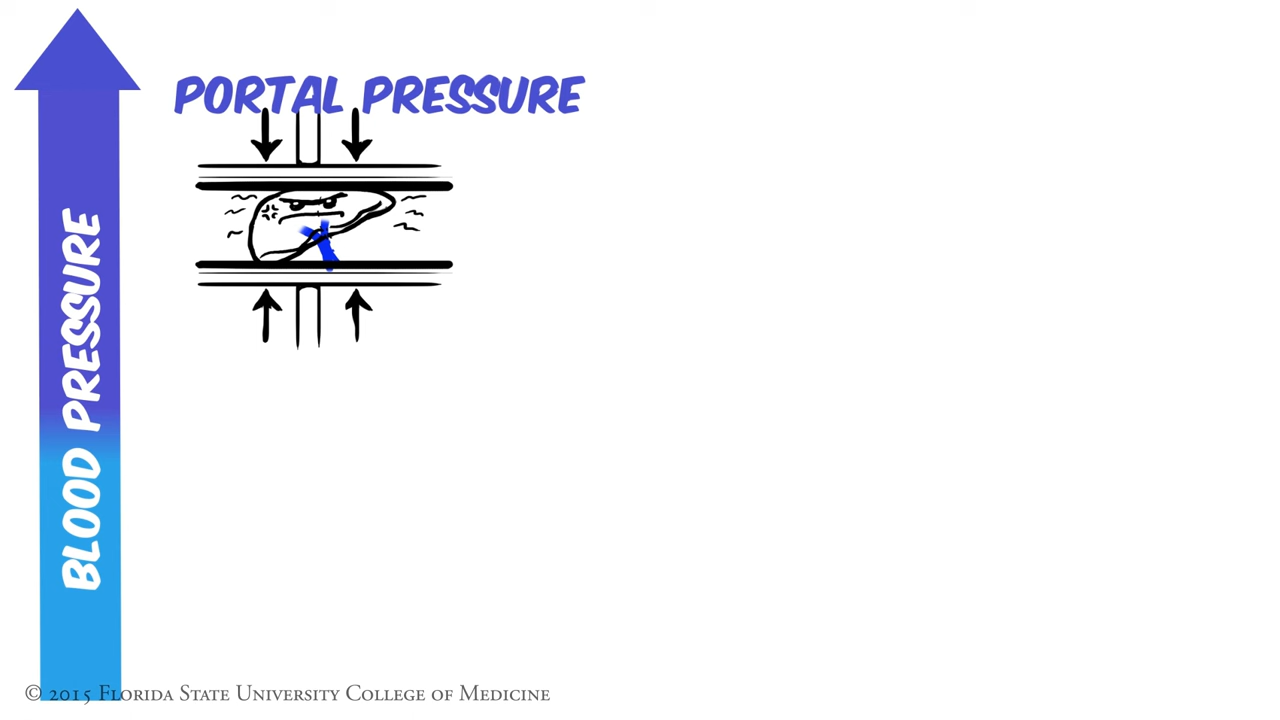 PORTAL PRESSURE
BLOOD PRESSURE
© 2015 Florida State University College of Medicine